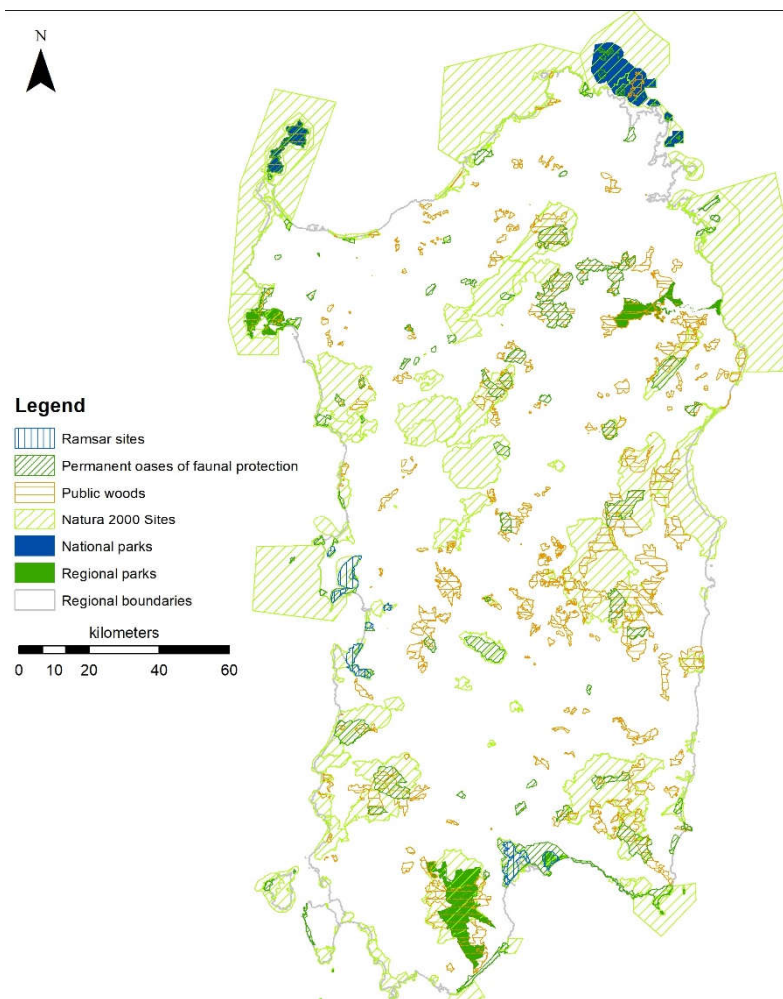 N
Legend
Ramsar sites
Permanent oases of faunal protection
Public woods
Natura 2000 Sites
National parks
Regional parks
Regional boundaries
kilometers
0 10 20 40 60